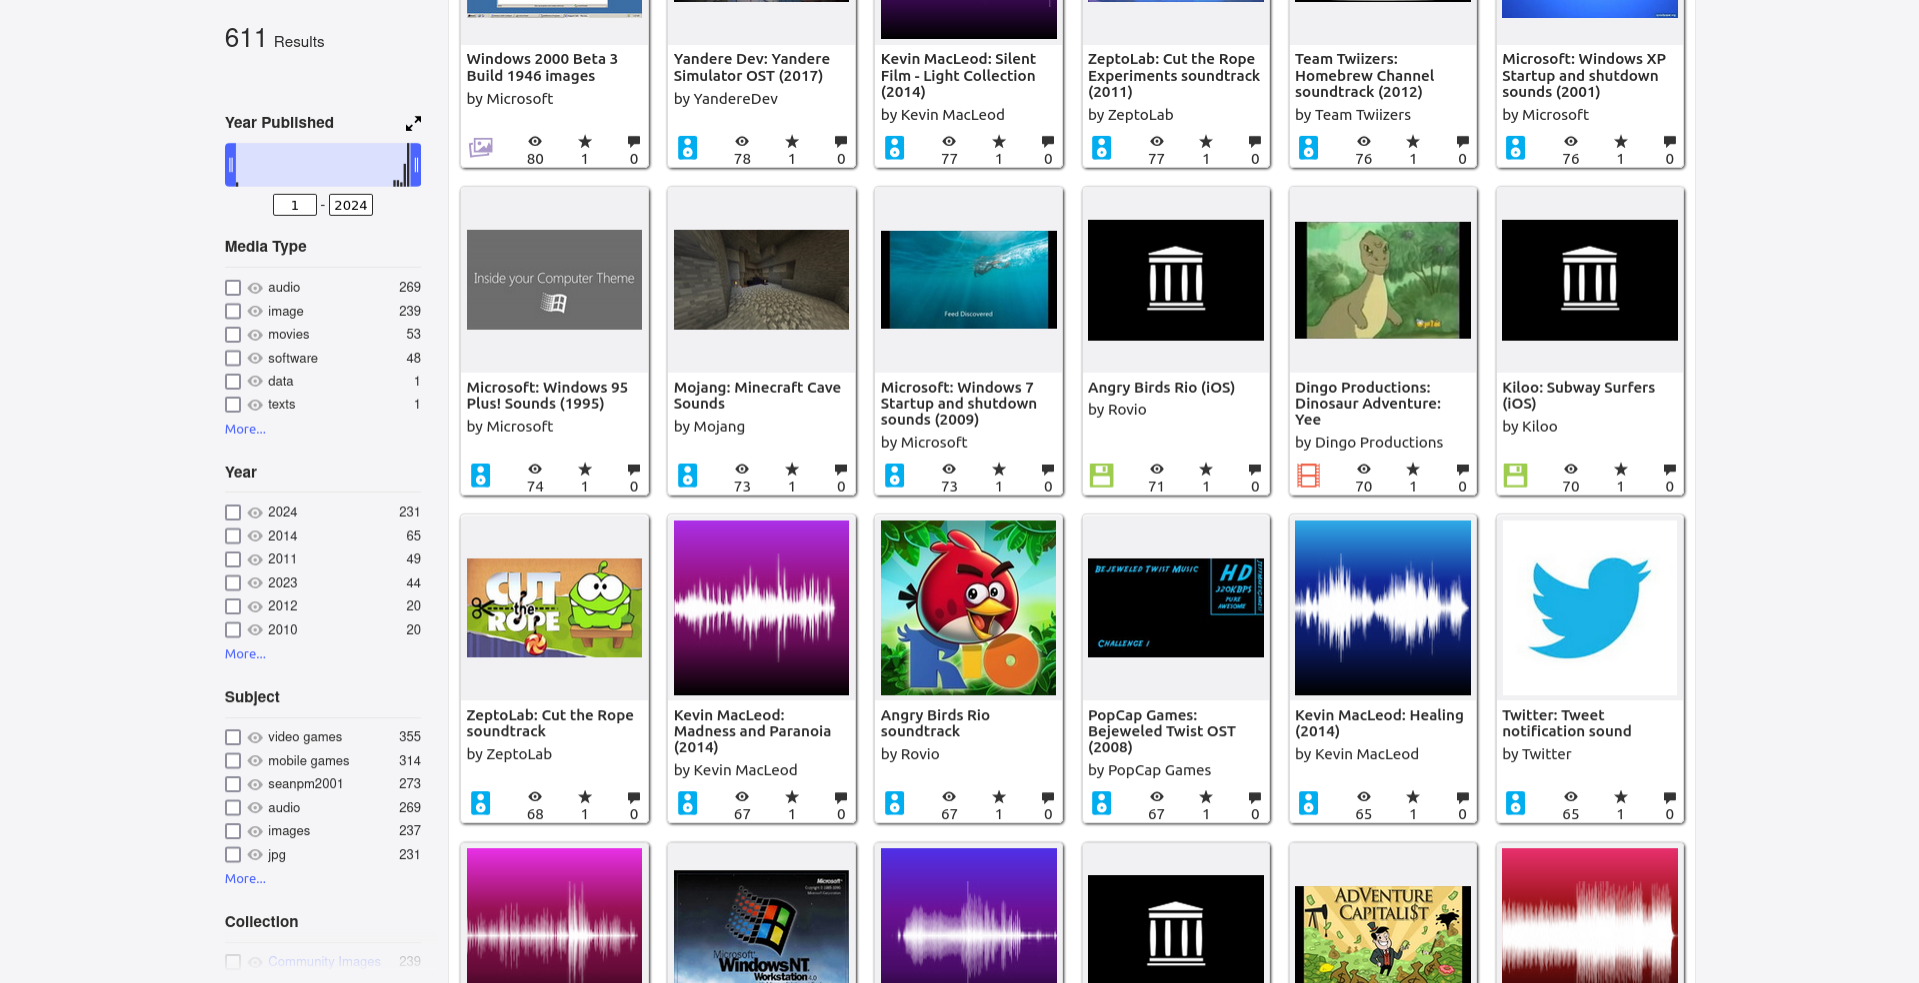 611 Results
Year Published
1 - 2024
Media Type
audio 269
image 239
movies 53
software 48
data 1
texts 1
More...
Year
2024 231
2014 65
2011 49
2023 44
2012 20
2010 20
More...
Subject
video games 355
mobile games 314
seanpm2001 273
audio 269
images 237
jpg 231
More...
Collection
Community Images 239
Windows 2000 Beta 3
Build 1946 images
by Microsoft
80 1 0
Yandere Dev: Yandere
Simulator OST (2017)
by YandereDev
78 1 0
Kevin MacLeod: Silent
Film - Light Collection
(2014)
by Kevin MacLeod
77 1 0
ZeptoLab: Cut the Rope
Experiments soundtrack
(2011)
by ZeptoLab
77 1 0
Team Twiizers:
Homebrew Channel
soundtrack (2012)
by Team Twiizers
76 1 0
Microsoft: Windows XP
Startup and shutdown
sounds (2001)
by Microsoft
76 1 0
Inside your Computer Theme
Microsoft: Windows 95
Plus! Sounds (1995)
by Microsoft
74 1 0
Mojang: Minecraft Cave
Sounds
by Mojang
73 1 0
Feed Discovered
Microsoft: Windows 7
Startup and shutdown
sounds (2009)
by Microsoft
73 1 0
Angry Birds Rio (iOS)
by Rovio
71 1 0
Dingo Productions:
Dinosaur Adventure:
Yee
by Dingo Productions
70 1 0
Kiloo: Subway Surfers
(iOS)
by Kiloo
70 1 0
CUT
the
ROPE
ZeptoLab: Cut the Rope
soundtrack
by ZeptoLab
68 1 0
Kevin MacLeod:
Madness and Paranoia
(2014)
by Kevin MacLeod
67 1 0
RIO
Angry Birds Rio
soundtrack
by Rovio
67 1 0
Bejeweled Twist Music
HD
320KBPS
PURE
AWESOME
Challenge 1
PopCap Games:
Bejeweled Twist OST
(2008)
by PopCap Games
67 1 0
Kevin MacLeod: Healing
(2014)
by Kevin MacLeod
65 1 0
Twitter: Tweet
notification sound
by Twitter
65 1 0
Microsoft
Microsoft
Windows NT
Workstation 4.0
ADVENTURE
CAPITALI$T